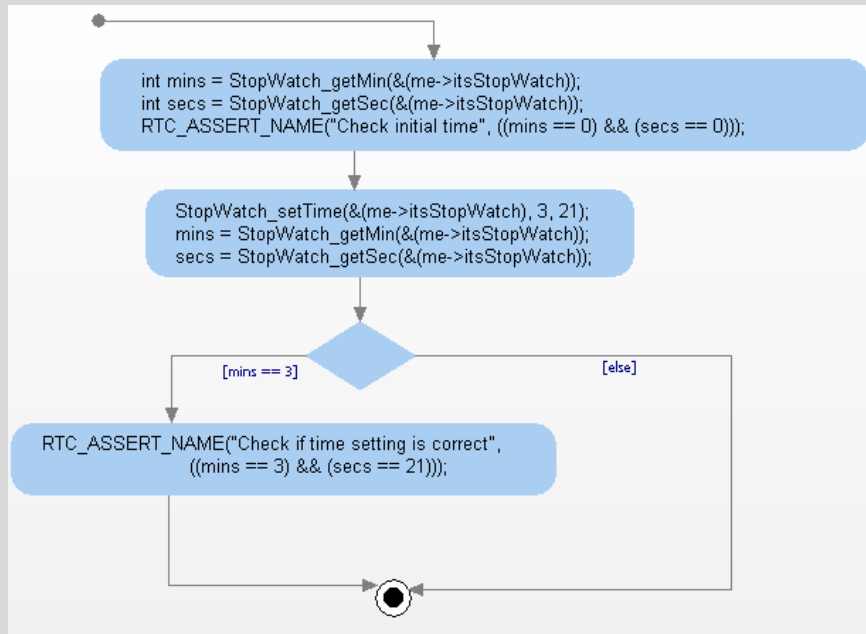 int mins = StopWatch_getMin(&(me->itsStopWatch));
int secs = StopWatch_getSec(&(me->itsStopWatch));
RTC_ASSERT_NAME("Check initial time", ((mins == 0) && (secs == 0)));
StopWatch_setTime(&(me->itsStopWatch), 3, 21);
mins = StopWatch_getMin(&(me->itsStopWatch));
secs = StopWatch_getSec(&(me->itsStopWatch));
[mins == 3]
[else]
RTC_ASSERT_NAME("Check if time setting is correct",
((mins == 3) && (secs == 21)));